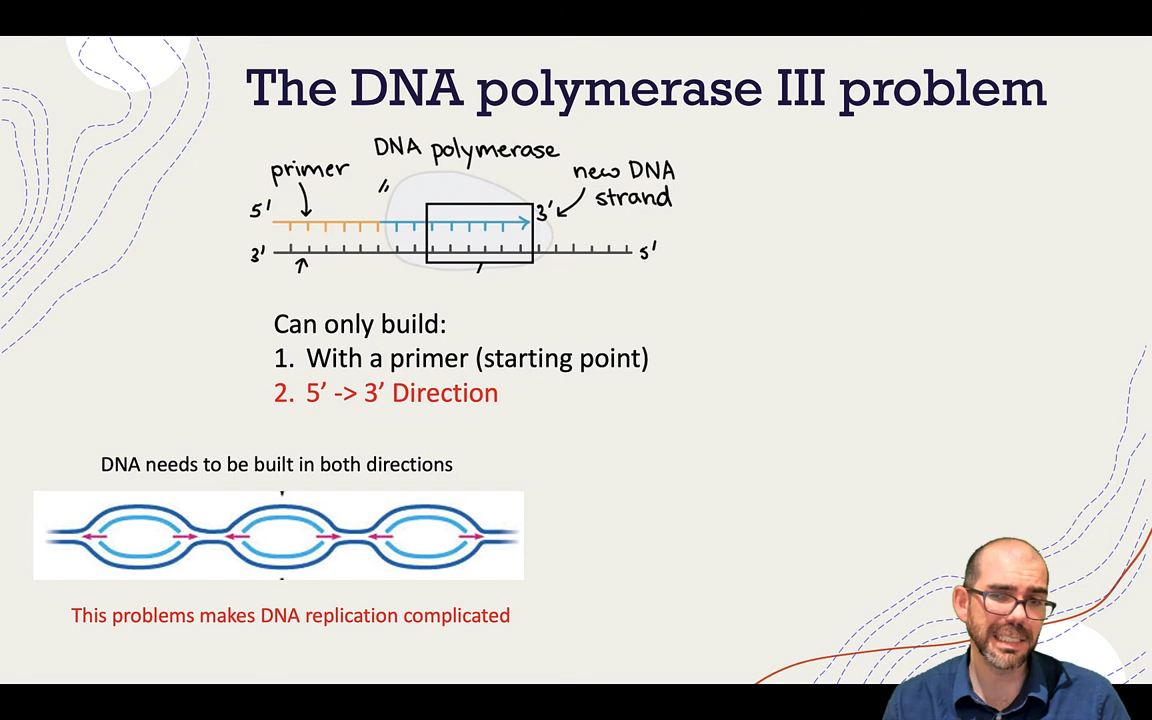 The DNA polymerase III problem
DNA polymerase
primer
new DNA
strand
5'
3'
3'
5'
Can only build:
1. With a primer (starting point)
2. 5’ -> 3’ Direction
DNA needs to be built in both directions
This problems makes DNA replication complicated